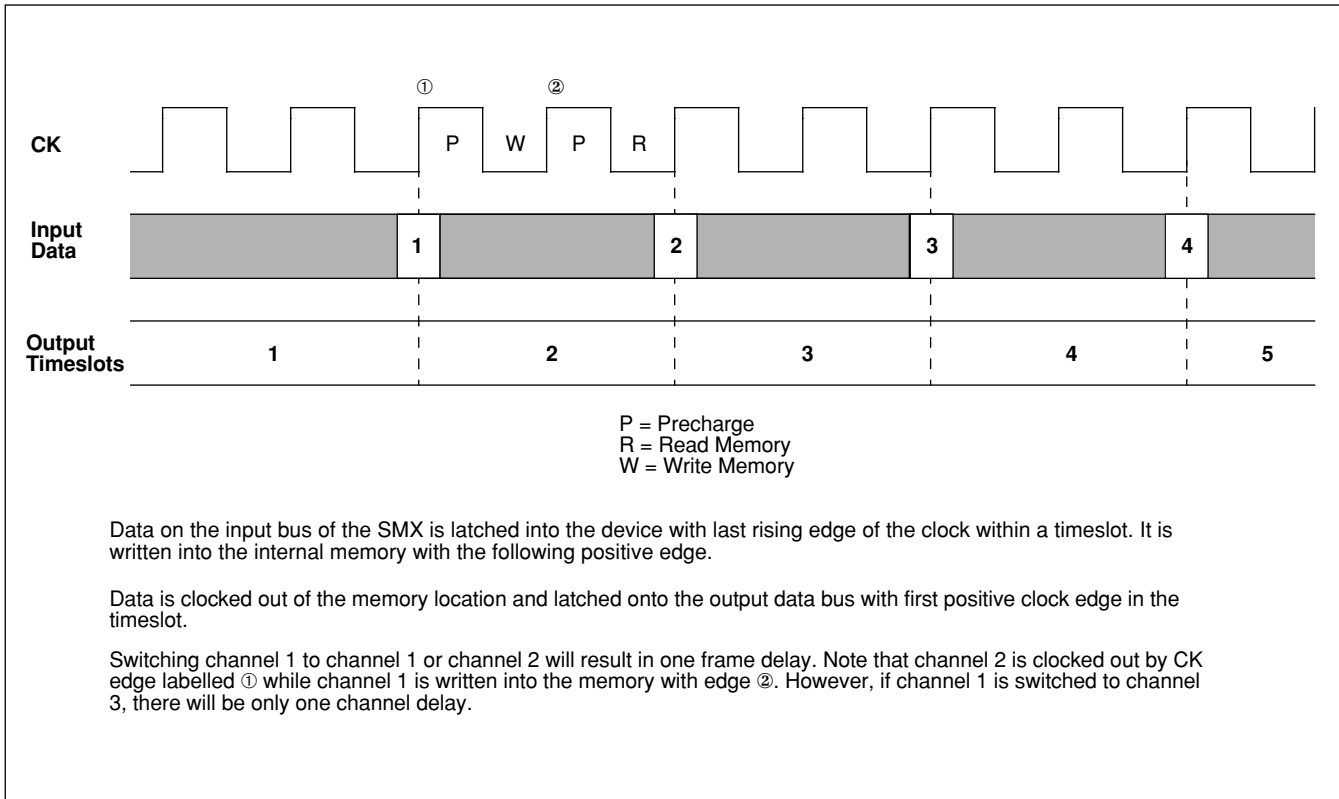 ① ②
CK P W P R
Input
Data
1 2 3 4
Output
Timeslots
1 2 3 4 5
P = Precharge
R = Read Memory
W = Write Memory
Data on the input bus of the SMX is latched into the device with last rising edge of the clock within a timeslot. It is
written into the internal memory with the following positive edge.
Data is clocked out of the memory location and latched onto the output data bus with first positive clock edge in the
timeslot.
Switching channel 1 to channel 1 or channel 2 will result in one frame delay. Note that channel 2 is clocked out by CK
edge labelled ① while channel 1 is written into the memory with edge ②. However, if channel 1 is switched to channel
3, there will be only one channel delay.